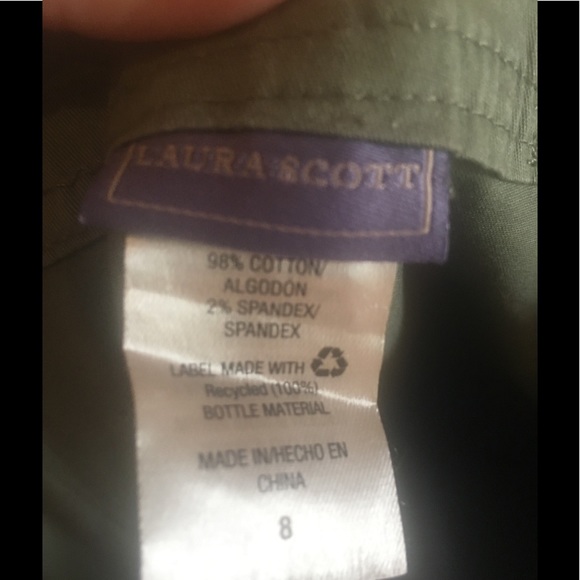 LAURA SCOTT
98% COTTON/
ALGODÓN
2% SPANDEX/
SPANDEX
LABEL MADE WITH
Recycled (100%)
BOTTLE MATERIAL
MADE IN/HECHO EN
CHINA
8